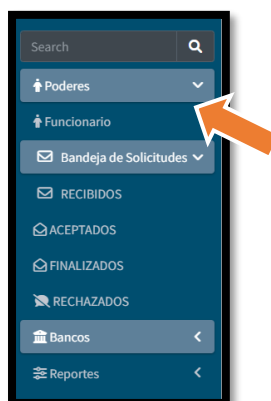 Search
Poderes
Funcionario
Bandeja de Solicitudes
RECIBIDOS
ACEPTADOS
FINALIZADOS
RECHAZADOS
Bancos
Reportes